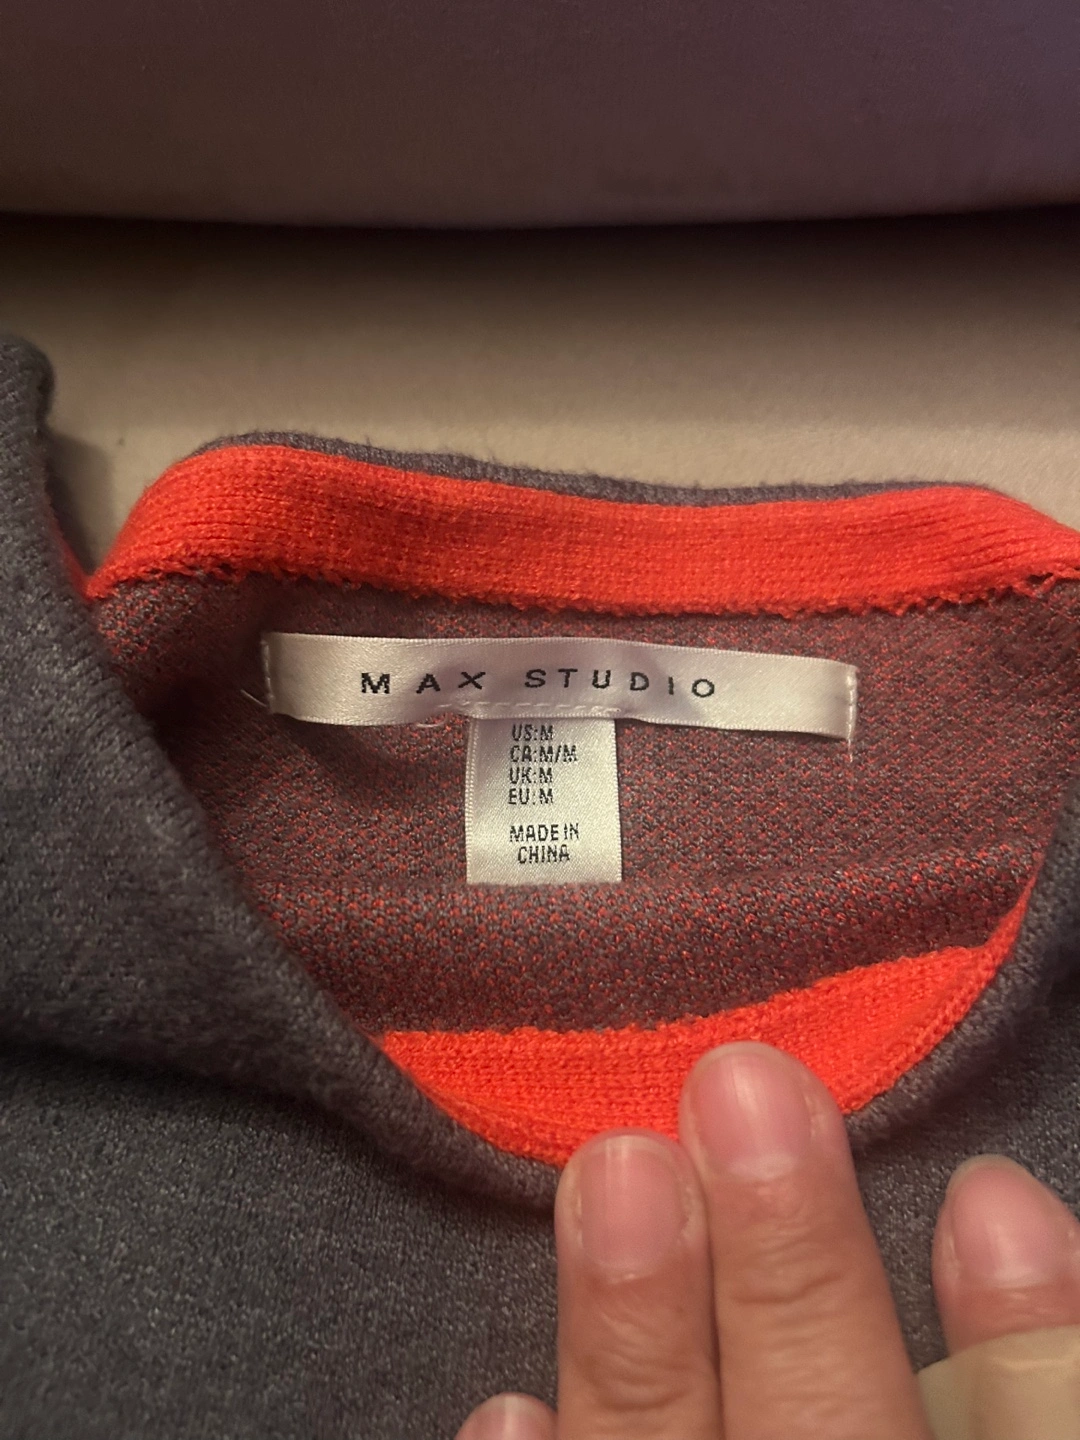 MAX STUDIO
US:M
CA:M/M
UK:M
EU:M
MADE IN
CHINA